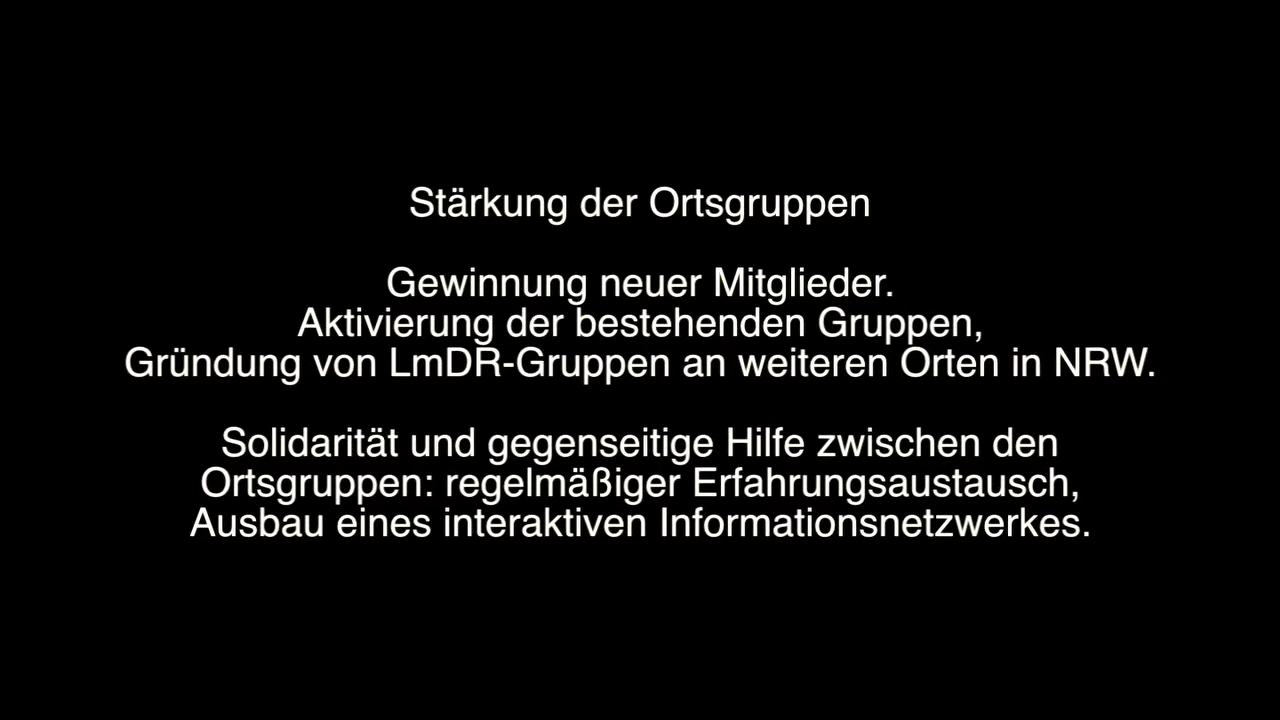 Stärkung der Ortsgruppen
Gewinnung neuer Mitglieder.
Aktivierung der bestehenden Gruppen,
Gründung von LmDR-Gruppen an weiteren Orten in NRW.
Solidarität und gegenseitige Hilfe zwischen den
Ortsgruppen: regelmäßiger Erfahrungsaustausch,
Ausbau eines interaktiven Informationsnetzwerkes.